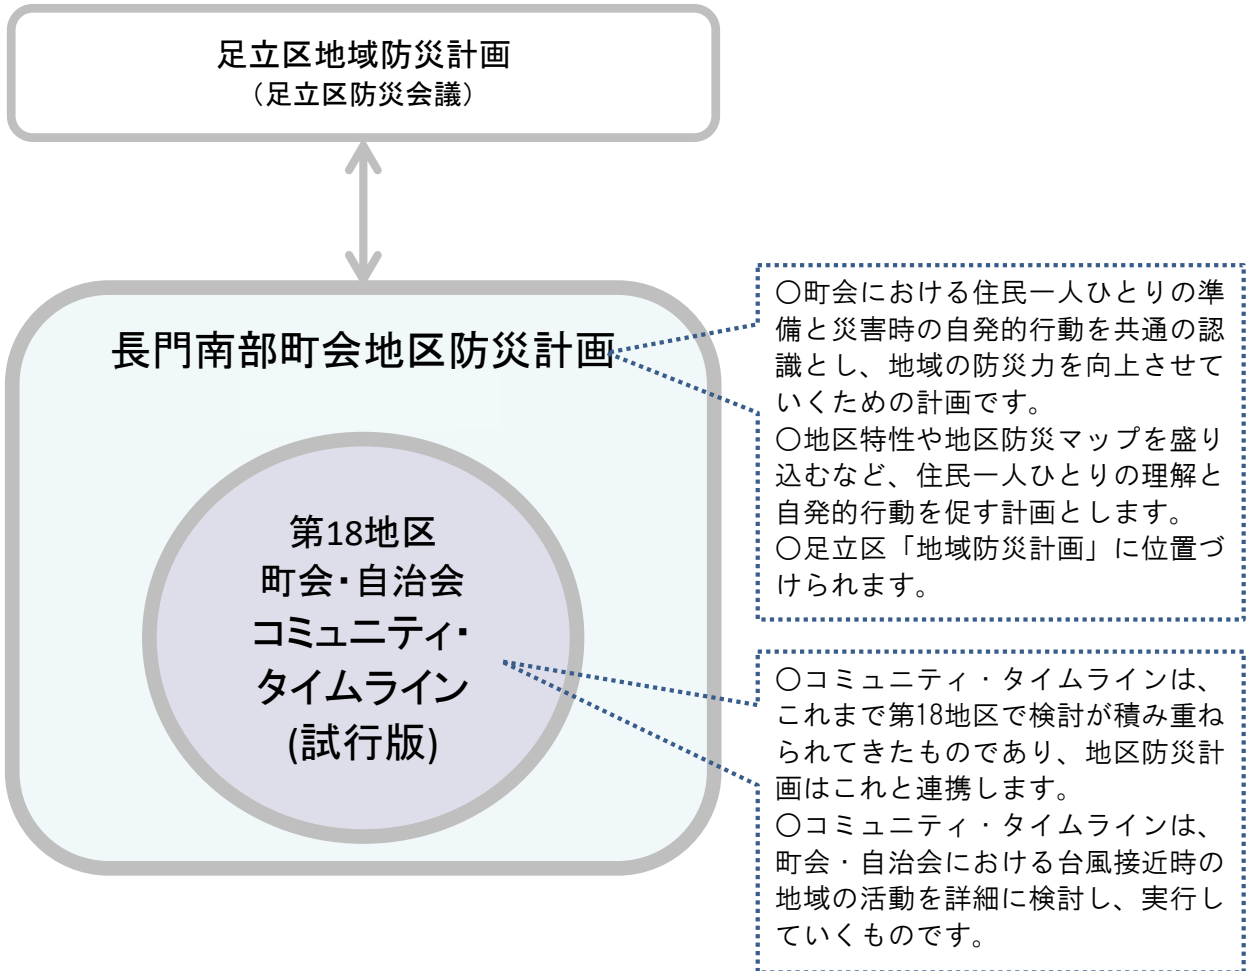 足立区地域防災計画
（足立区防災会議）
長門南部町会地区防災計画
第18地区
町会・自治会
コミュニティ・
タイムライン
(試行版)
〇町会における住民一人ひとりの準
備と災害時の自発的行動を共通の認
識とし、地域の防災力を向上させて
いくための計画です。
〇地区特性や地区防災マップを盛り
込むなど、住民一人ひとりの理解と
自発的行動を促す計画とします。
〇足立区「地域防災計画」に位置づ
けられます。
〇コミュニティ・タイムラインは、
これまで第18地区で検討が積み重ね
られてきたものであり、地区防災計
画はこれと連携します。
〇コミュニティ・タイムラインは、
町会・自治会における台風接近時の
地域の活動を詳細に検討し、実行し
ていくものです。